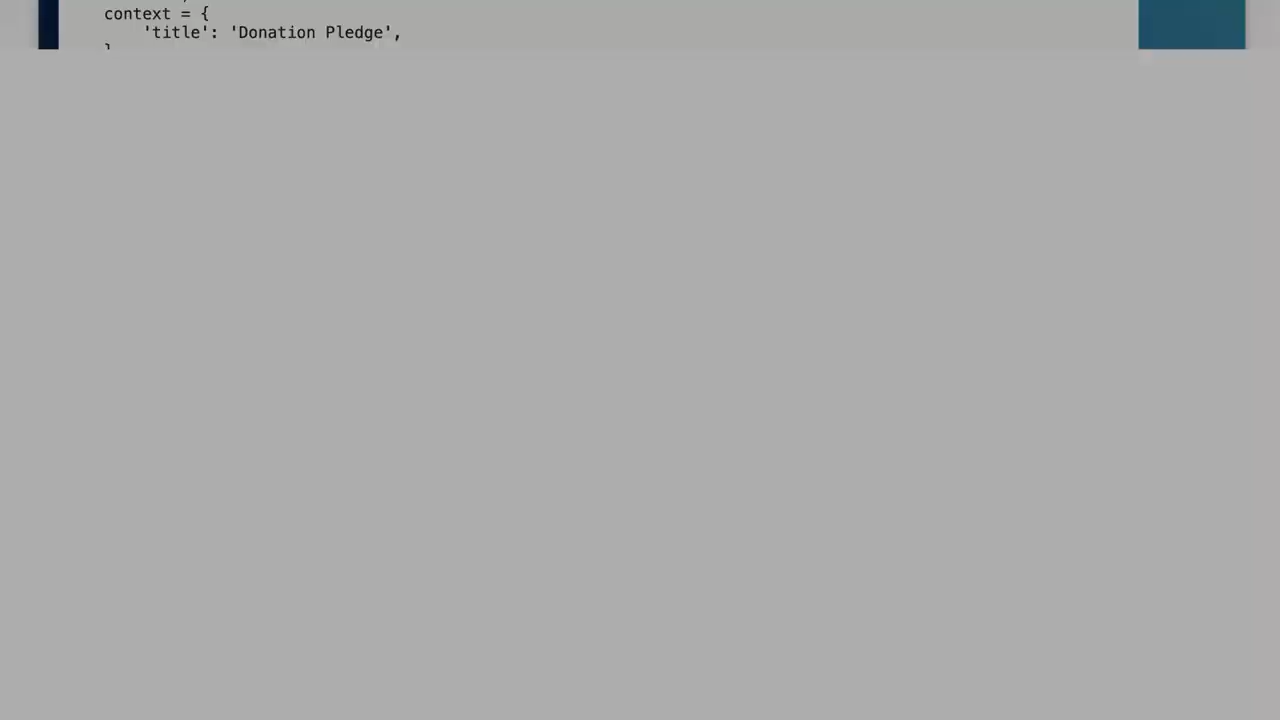 context = {
    'title': 'Donation Pledge',
}